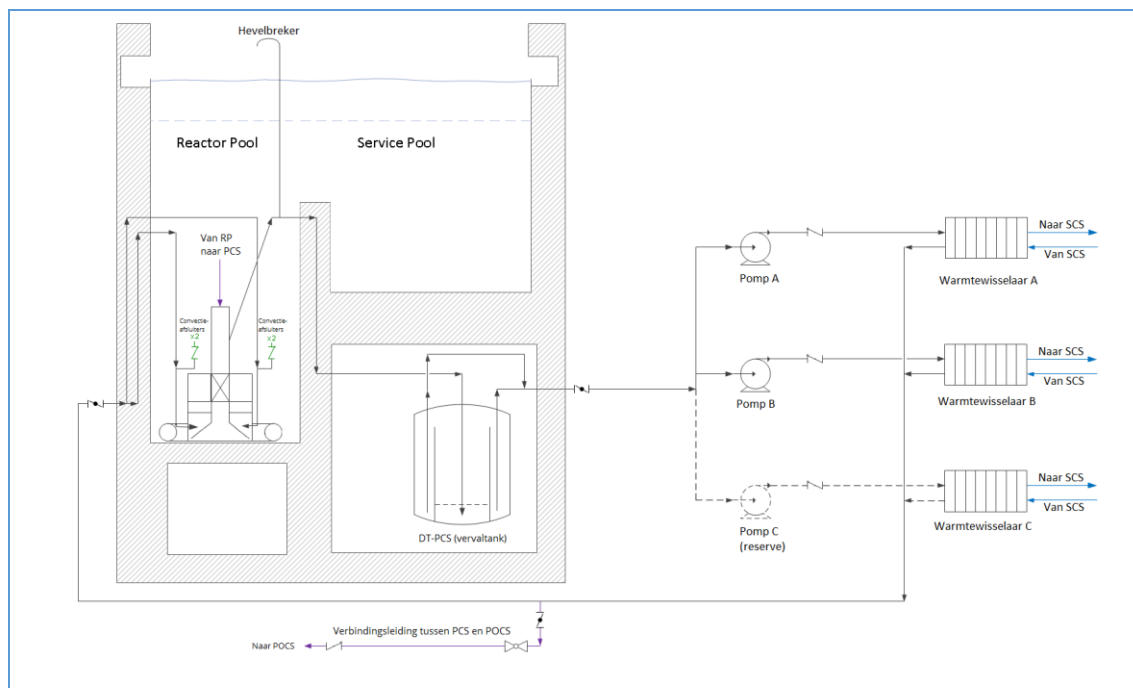 Hevelbreker
Reactor Pool
Service Pool
Van RP
naar PCS
Convectie-
afsluiters
x2
Convectie-
afsluiters
x2
DT-PCS (vervaltank)
Pomp A
Naar SCS
Van SCS
Warmtewisselaar A
Pomp B
Naar SCS
Van SCS
Warmtewisselaar B
Pomp C
(reserve)
Naar SCS
Van SCS
Warmtewisselaar C
Verbindingsleiding tussen PCS en POCS
Naar POCS